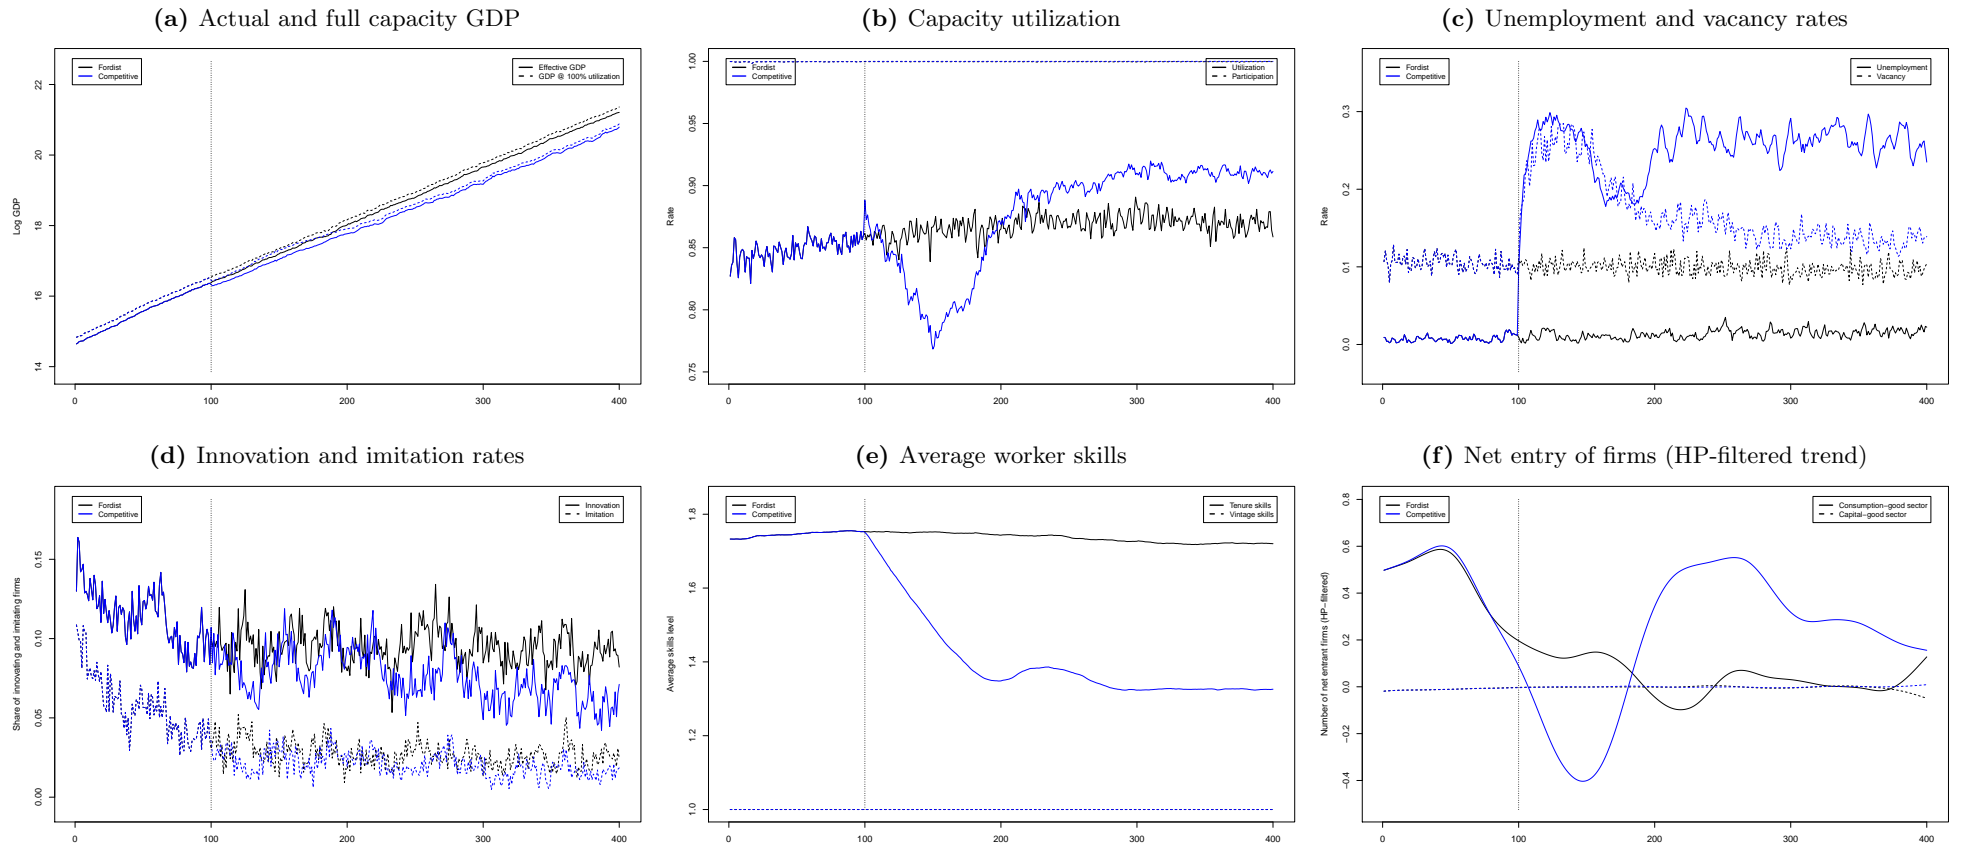 (a) Actual and full capacity GDP
(b) Capacity utilization
(c) Unemployment and vacancy rates
Fordist
Competitive
Effective GDP
GDP @ 100% utilization
Log GDP
22
20
18
16
14
0 100 200 300 400
Fordist
Competitive
Utilization
Participation
Rate
1.00
0.95
0.90
0.85
0.80
0.75
0 100 200 300 400
Fordist
Competitive
Unemployment
Vacancy
Rate
0.3
0.2
0.1
0.0
0 100 200 300 400
(d) Innovation and imitation rates
(e) Average worker skills
(f) Net entry of firms (HP-filtered trend)
Fordist
Competitive
Innovation
Imitation
Share of innovating and imitating firms
0.15
0.10
0.05
0.00
0 100 200 300 400
Fordist
Competitive
Tenure skills
Vintage skills
Average skills level
1.8
1.6
1.4
1.2
1.0
0 100 200 300 400
Fordist
Competitive
Consumption−good sector
Capital−good sector
Number of net entrant firms (HP−filtered)
0.8
0.6
0.4
0.2
0.0
−0.2
−0.4
0 100 200 300 400